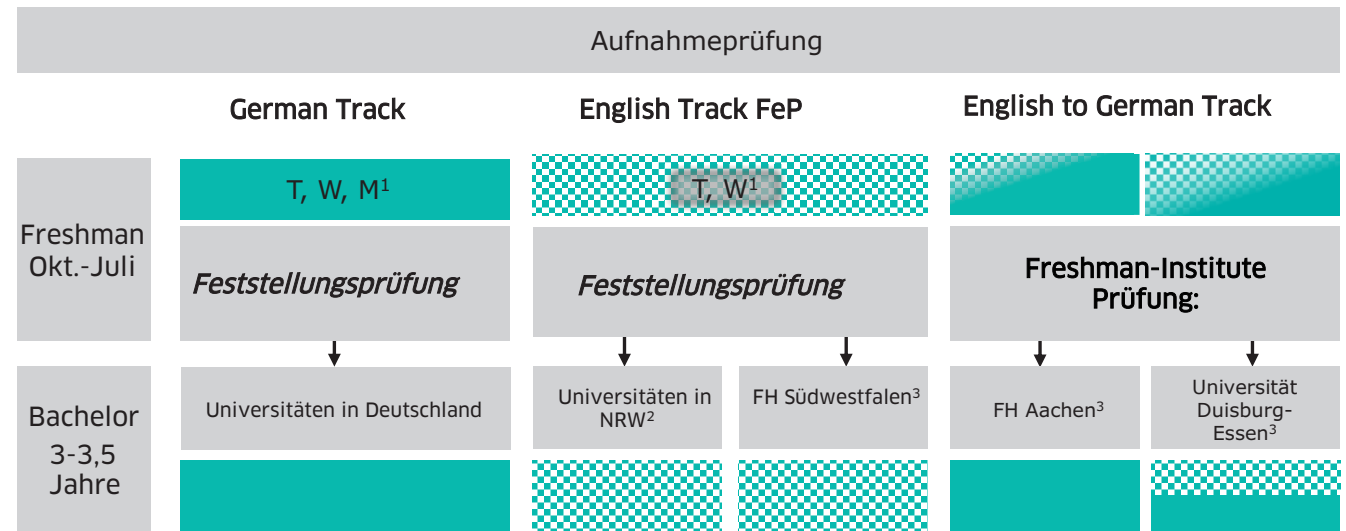 Aufnahmeprüfung
German Track
English Track FeP
English to German Track
Freshman
Okt.-Juli
T, W, M¹
T, W¹
Feststellungsprüfung
Feststellungsprüfung
Freshman-Institute
Prüfung:
Bachelor
3-3,5
Jahre
Universitäten in Deutschland
Universitäten in
NRW²
FH Südwestfalen³
FH Aachen³
Universität
Duisburg-
Essen³